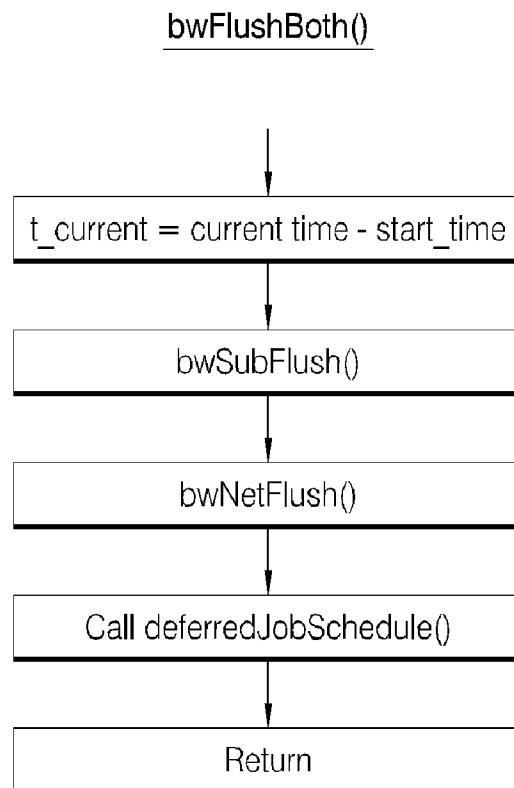 bwFlushBoth()
t_current = current time - start_time
bwSubFlush()
bwNetFlush()
Call deferredJobSchedule()
Return